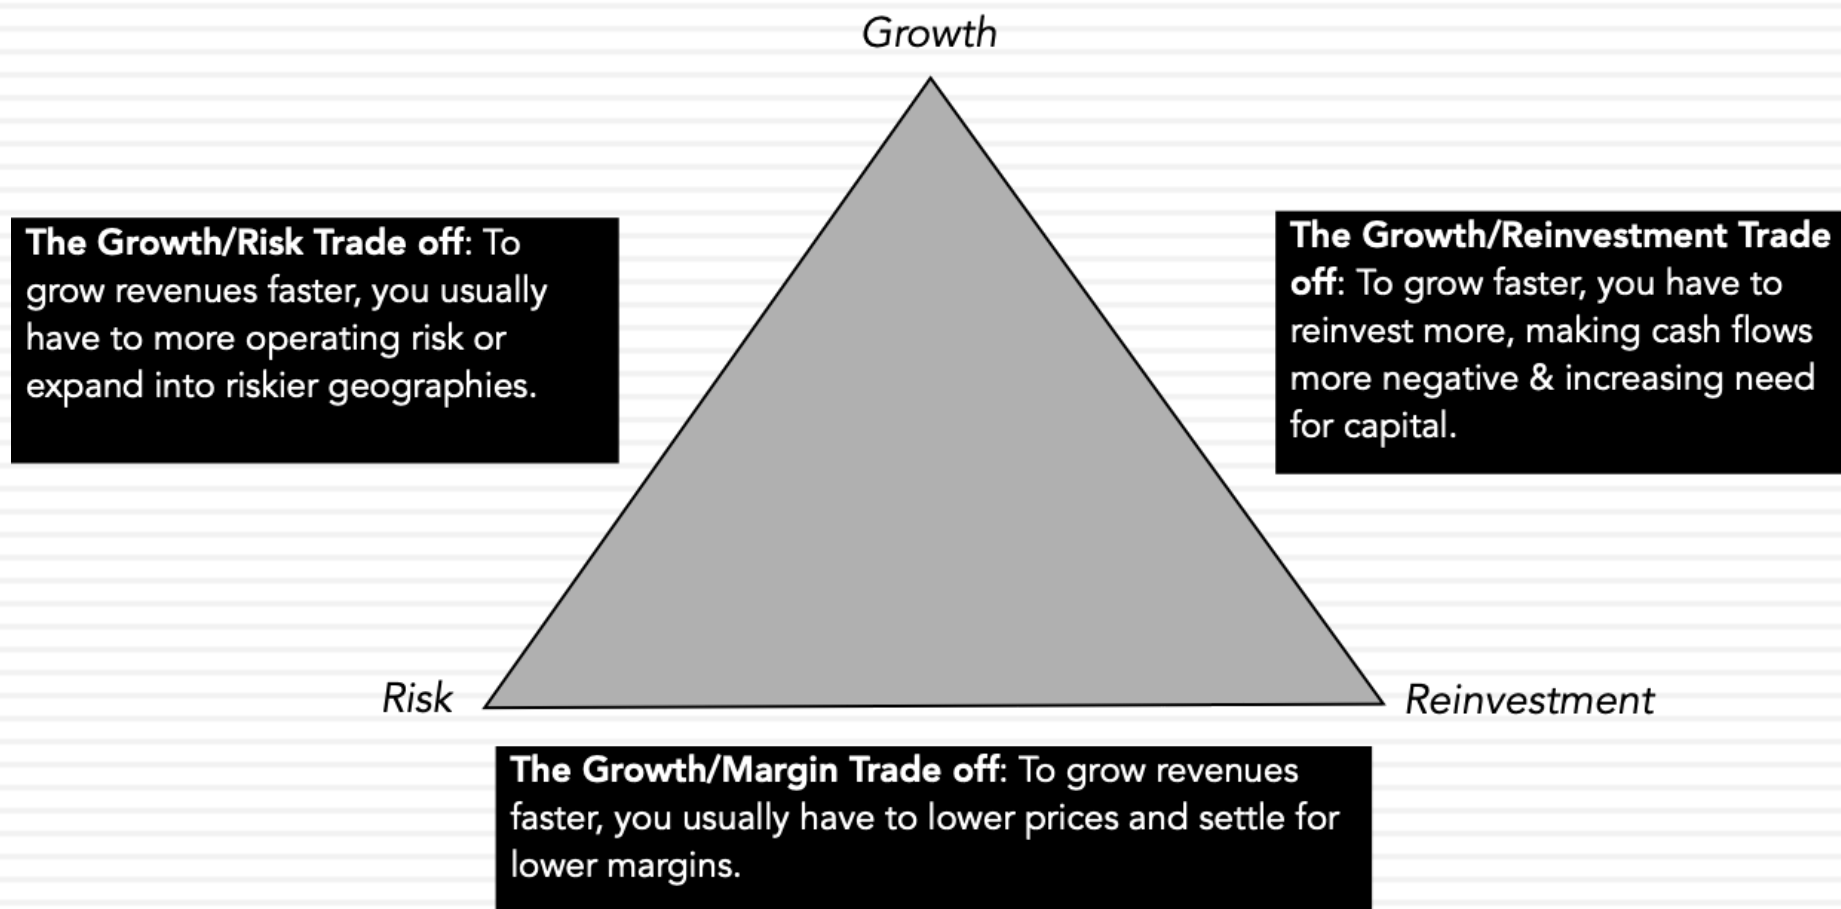 Growth
The Growth/Risk Trade off: To
grow revenues faster, you usually
have to more operating risk or
expand into riskier geographies.
The Growth/Reinvestment Trade
off: To grow faster, you have to
reinvest more, making cash flows
more negative & increasing need
for capital.
Risk
Reinvestment
The Growth/Margin Trade off: To grow revenues
faster, you usually have to lower prices and settle for
lower margins.